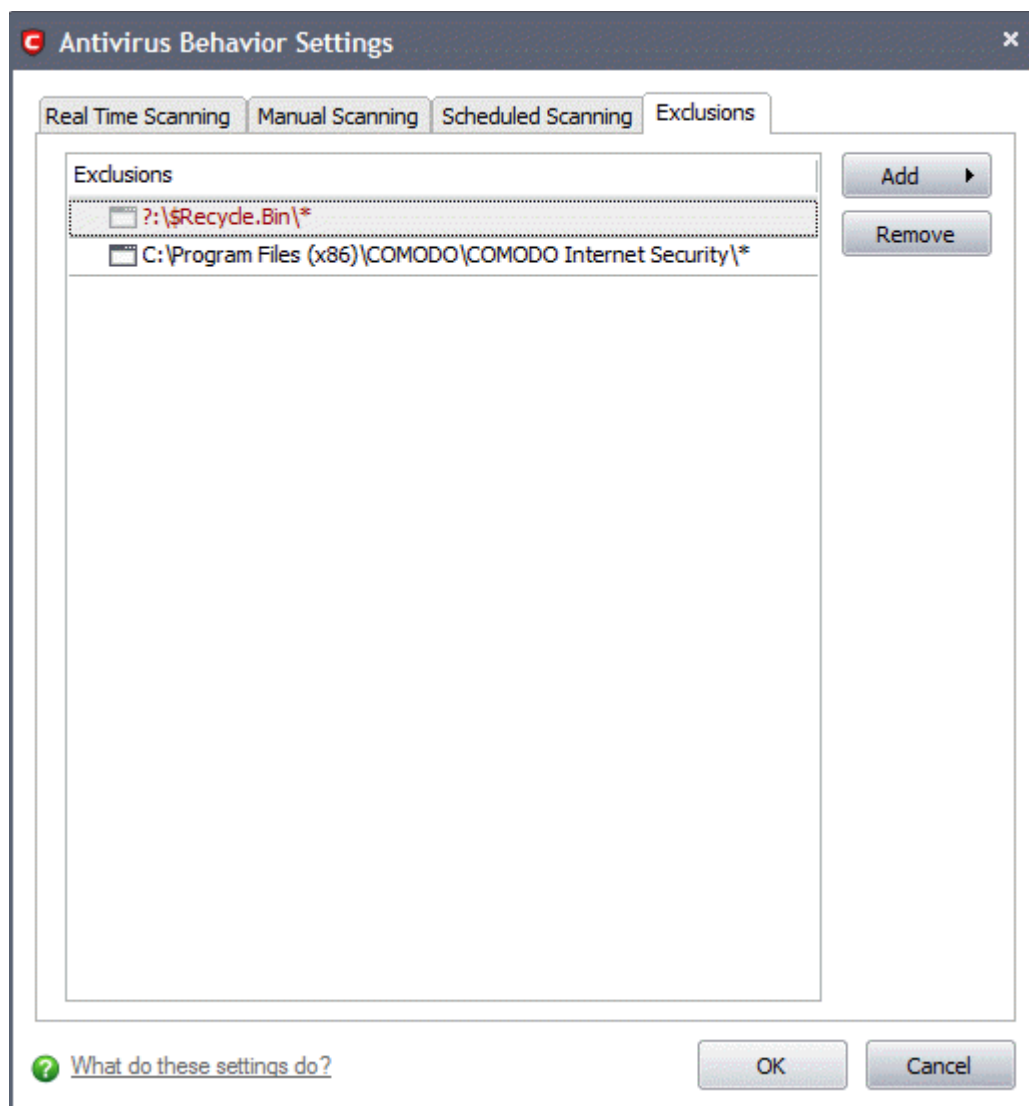 Antivirus Behavior Settings
Real Time Scanning
Manual Scanning
Scheduled Scanning
Exclusions
Exclusions
?:\$Recycle.Bin\*
C:\Program Files (x86)\COMODO\COMODO Internet Security\*
Add
Remove
What do these settings do?
OK
Cancel